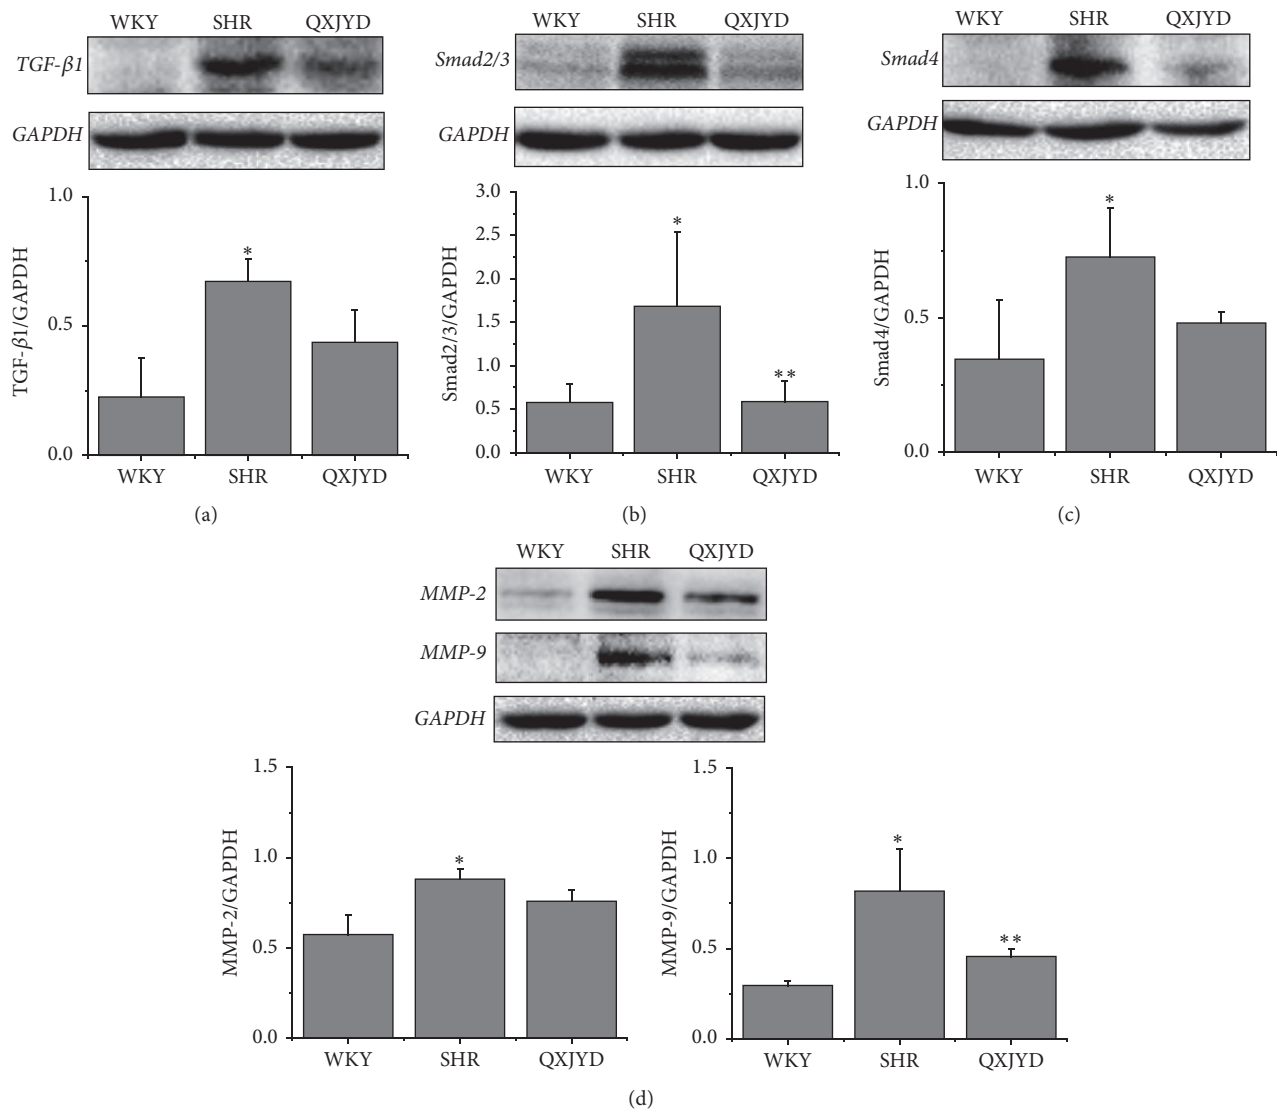 WKY SHR QXJYD
TGF-β1
GAPDH
1.0
0.5
0.0
TGF-β1/GAPDH
*
WKY SHR QXJYD
(a)
WKY SHR QXJYD
Smad2/3
GAPDH
3.0
2.5
2.0
1.5
1.0
0.5
0.0
Smad2/3/GAPDH
*
**
WKY SHR QXJYD
(b)
WKY SHR QXJYD
Smad4
GAPDH
1.0
0.5
0.0
Smad4/GAPDH
*
WKY SHR QXJYD
(c)
WKY SHR QXJYD
MMP-2
MMP-9
GAPDH
1.5
1.0
0.5
0.0
MMP-2/GAPDH
*
WKY SHR QXJYD
1.5
1.0
0.5
0.0
MMP-9/GAPDH
*
**
WKY SHR QXJYD
(d)